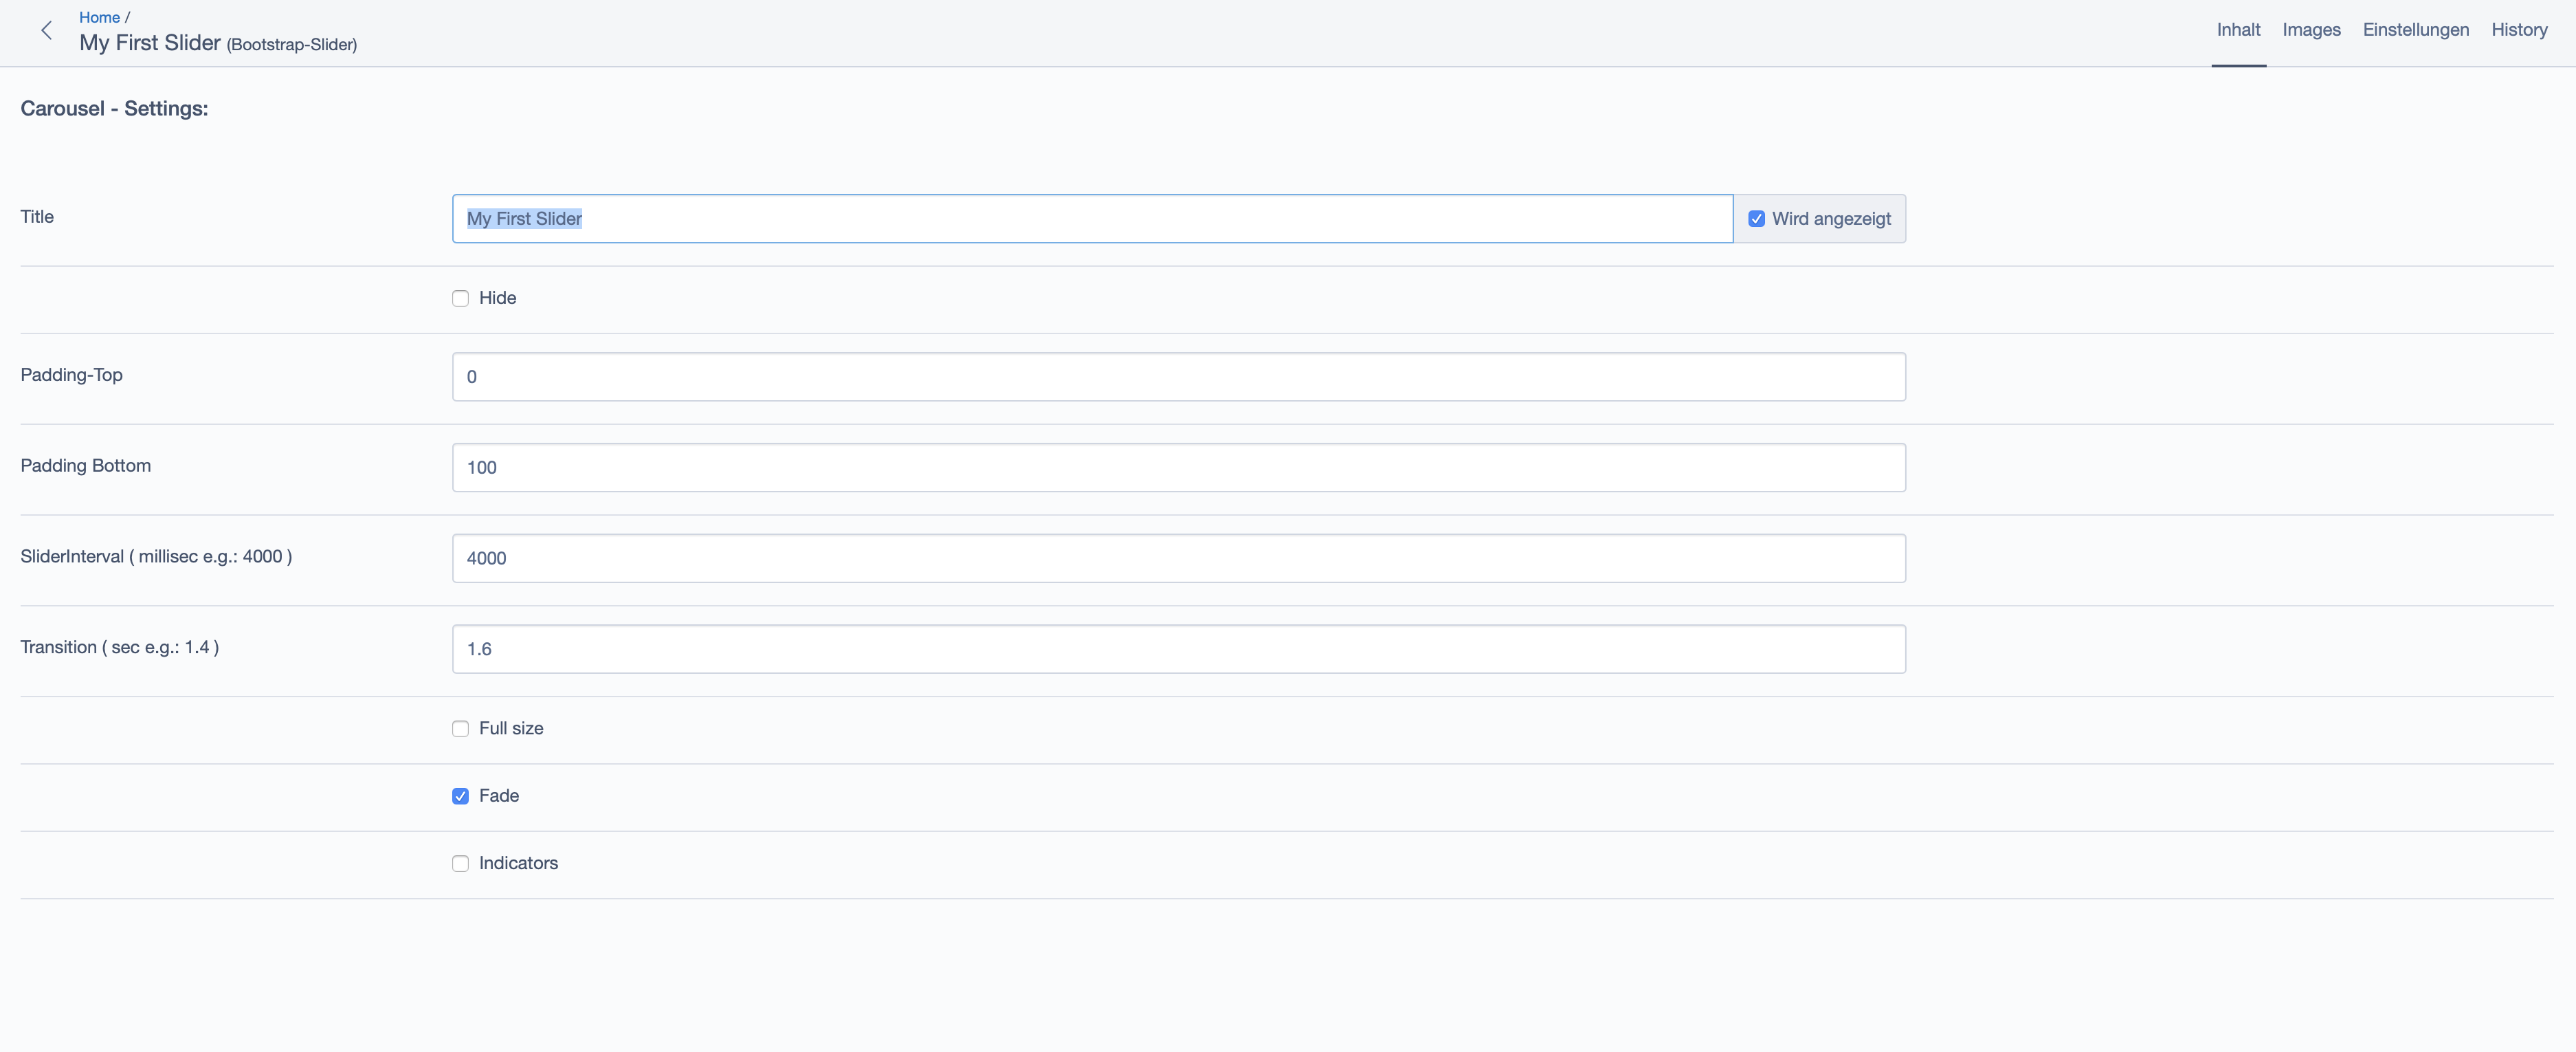 Home /
My First Slider (Bootstrap-Slider)
Inhalt Images Einstellungen History
Carousel - Settings:
Title
My First Slider
Wird angezeigt
Hide
Padding-Top
0
Padding Bottom
100
SliderInterval ( millisec e.g.: 4000 )
4000
Transition ( sec e.g.: 1.4 )
1.6
Full size
Fade
Indicators